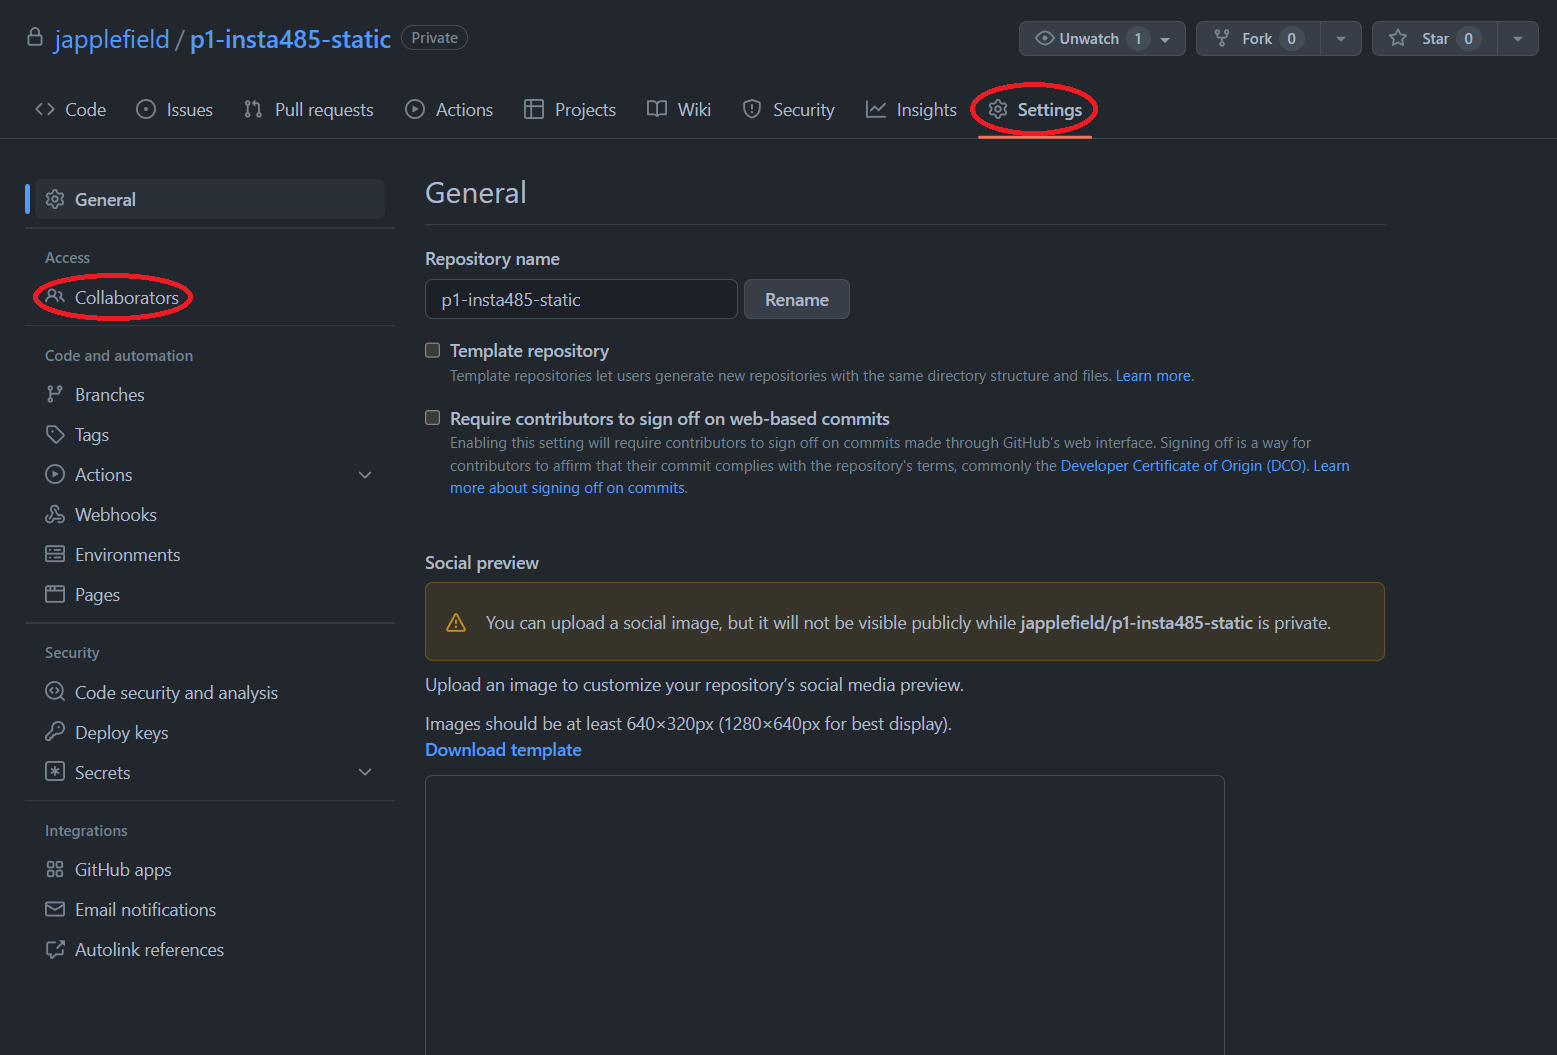 japplefield / p1-insta485-static Private
Unwatch 1 Fork 0 Star 0
Code Issues Pull requests Actions Projects Wiki Security Insights Settings
General
Access
Collaborators
Code and automation
Branches
Tags
Actions
Webhooks
Environments
Pages
Security
Code security and analysis
Deploy keys
Secrets
Integrations
GitHub apps
Email notifications
Autolink references
General
Repository name
p1-insta485-static Rename
Template repository
Template repositories let users generate new repositories with the same directory structure and files. Learn more.
Require contributors to sign off on web-based commits
Enabling this setting will require contributors to sign off on commits made through GitHub's web interface. Signing off is a way for
contributors to affirm that their commit complies with the repository's terms, commonly the Developer Certificate of Origin (DCO). Learn
more about signing off on commits.
Social preview
You can upload a social image, but it will not be visible publicly while japplefield/p1-insta485-static is private.
Upload an image to customize your repository's social media preview.
Images should be at least 640×320px (1280×640px for best display).
Download template